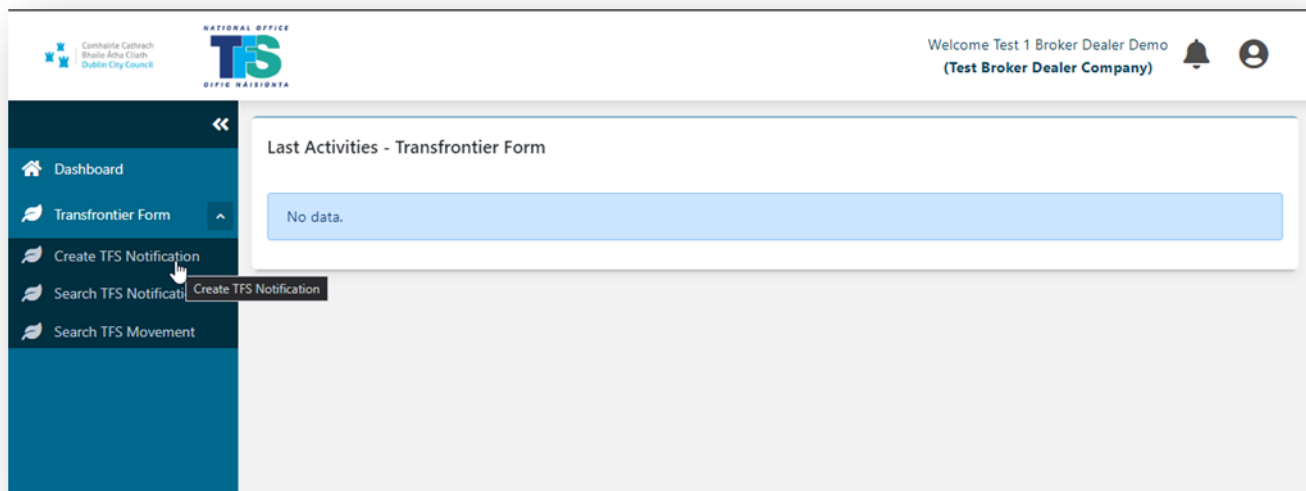 Comhairle Cathrach
Bhaile Átha Cliath
Dublin City Council
NATIONAL OFFICE
TFS
OIFIG NÁISIÚNTA
Welcome Test 1 Broker Dealer Demo
(Test Broker Dealer Company)
Last Activities - Transfrontier Form
Dashboard
Transfrontier Form
No data.
Create TFS Notification
Create TFS Notification
Search TFS Notificati
Search TFS Movement